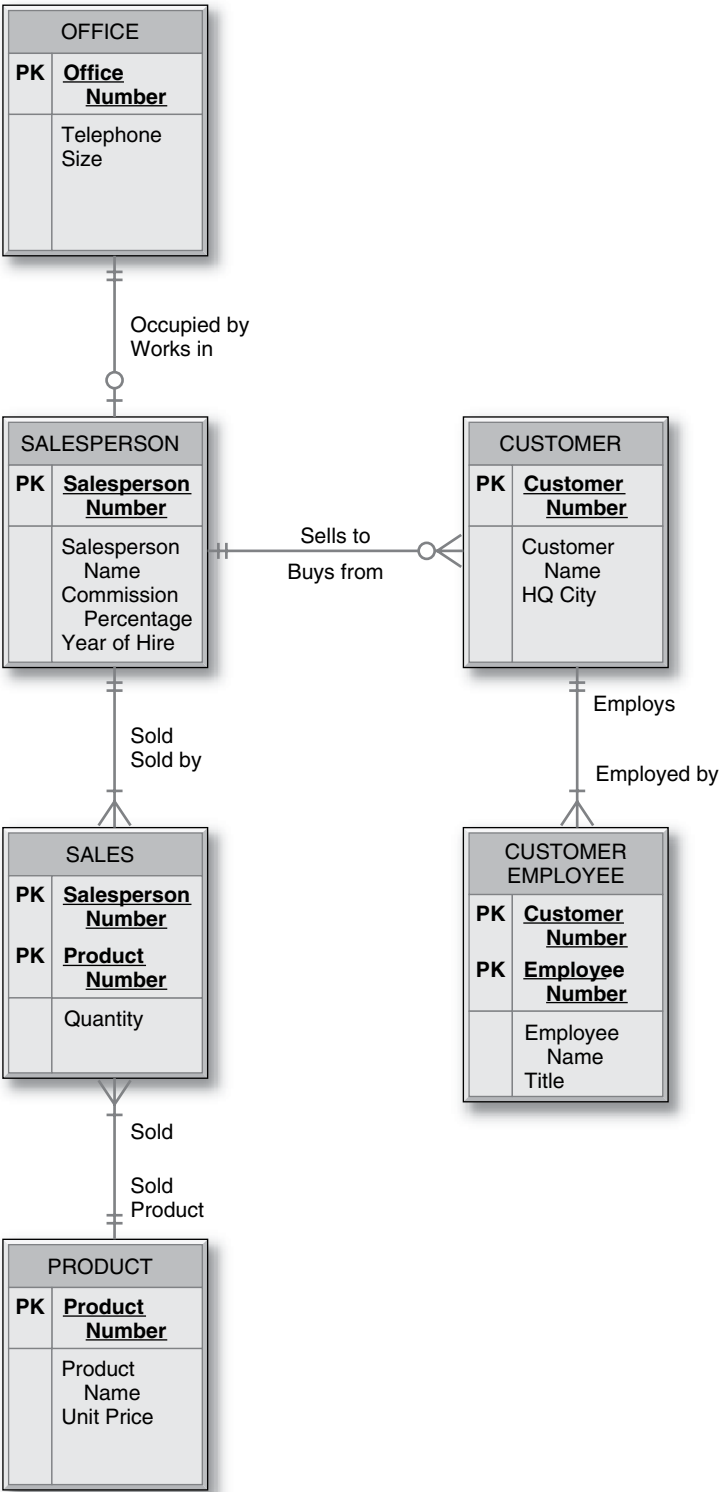 OFFICE
PK Office
Number
Telephone
Size
Occupied by
Works in
SALESPERSON
PK Salesperson
Number
Salesperson
Name
Commission
Percentage
Year of Hire
Sells to
Buys from
CUSTOMER
PK Customer
Number
Customer
Name
HQ City
Sold
Sold by
Employs
Employed by
SALES
PK Salesperson
Number
PK Product
Number
Quantity
CUSTOMER
EMPLOYEE
PK Customer
Number
PK Employee
Number
Employee
Name
Title
Sold
Sold
Product
PRODUCT
PK Product
Number
Product
Name
Unit Price